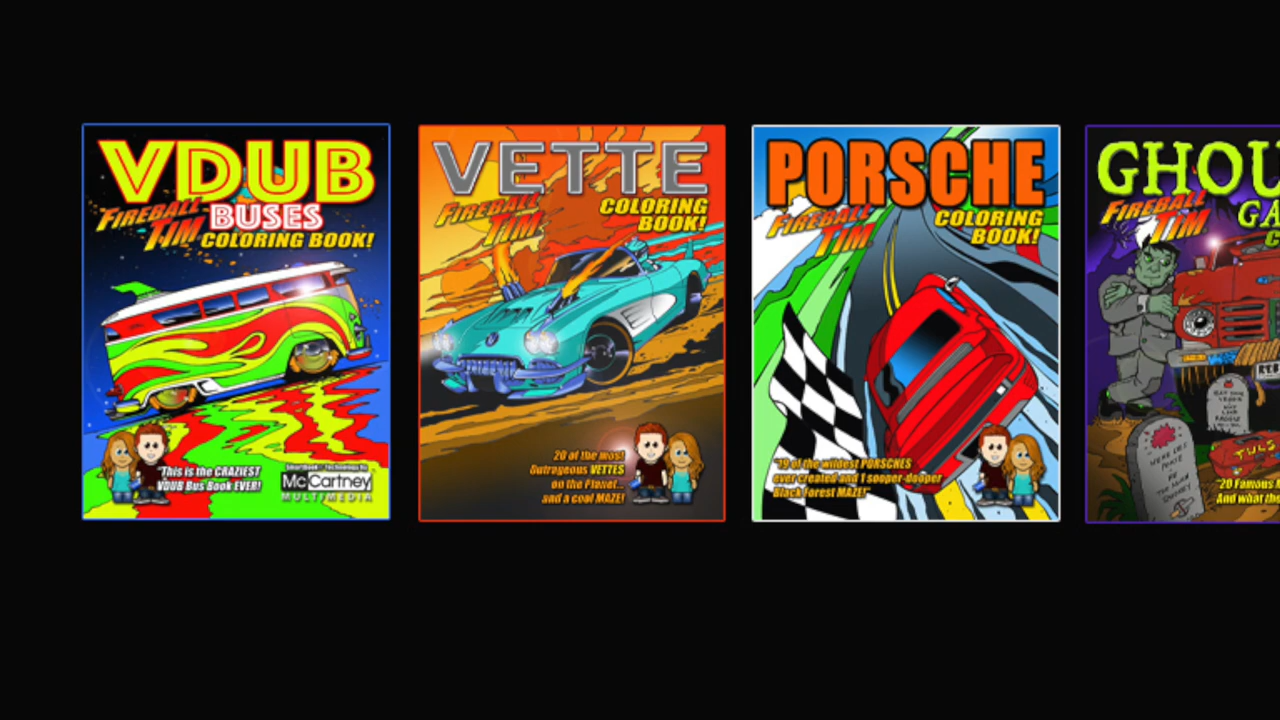 VDUB
FIREBALL
TIM
BUSES
COLORING BOOK!
"This is the CRAZIEST
VDUB Bus Book EVER!
McCartney
MULTIMEDIA
VETTE
FIREBALL
TIM
COLORING
BOOK!
20 of the most
Outrageous VETTES
on the Planet...
and a cool MAZE!
PORSCHE
FIREBALL
TIM
COLORING
BOOK!
"19 of the wildest PORSCHES
ever created and 1 sooper-dooper
Black Forest MAZE!"
GHOU
FIREBALL
TIM
GA
C
"20 Famous
And what the